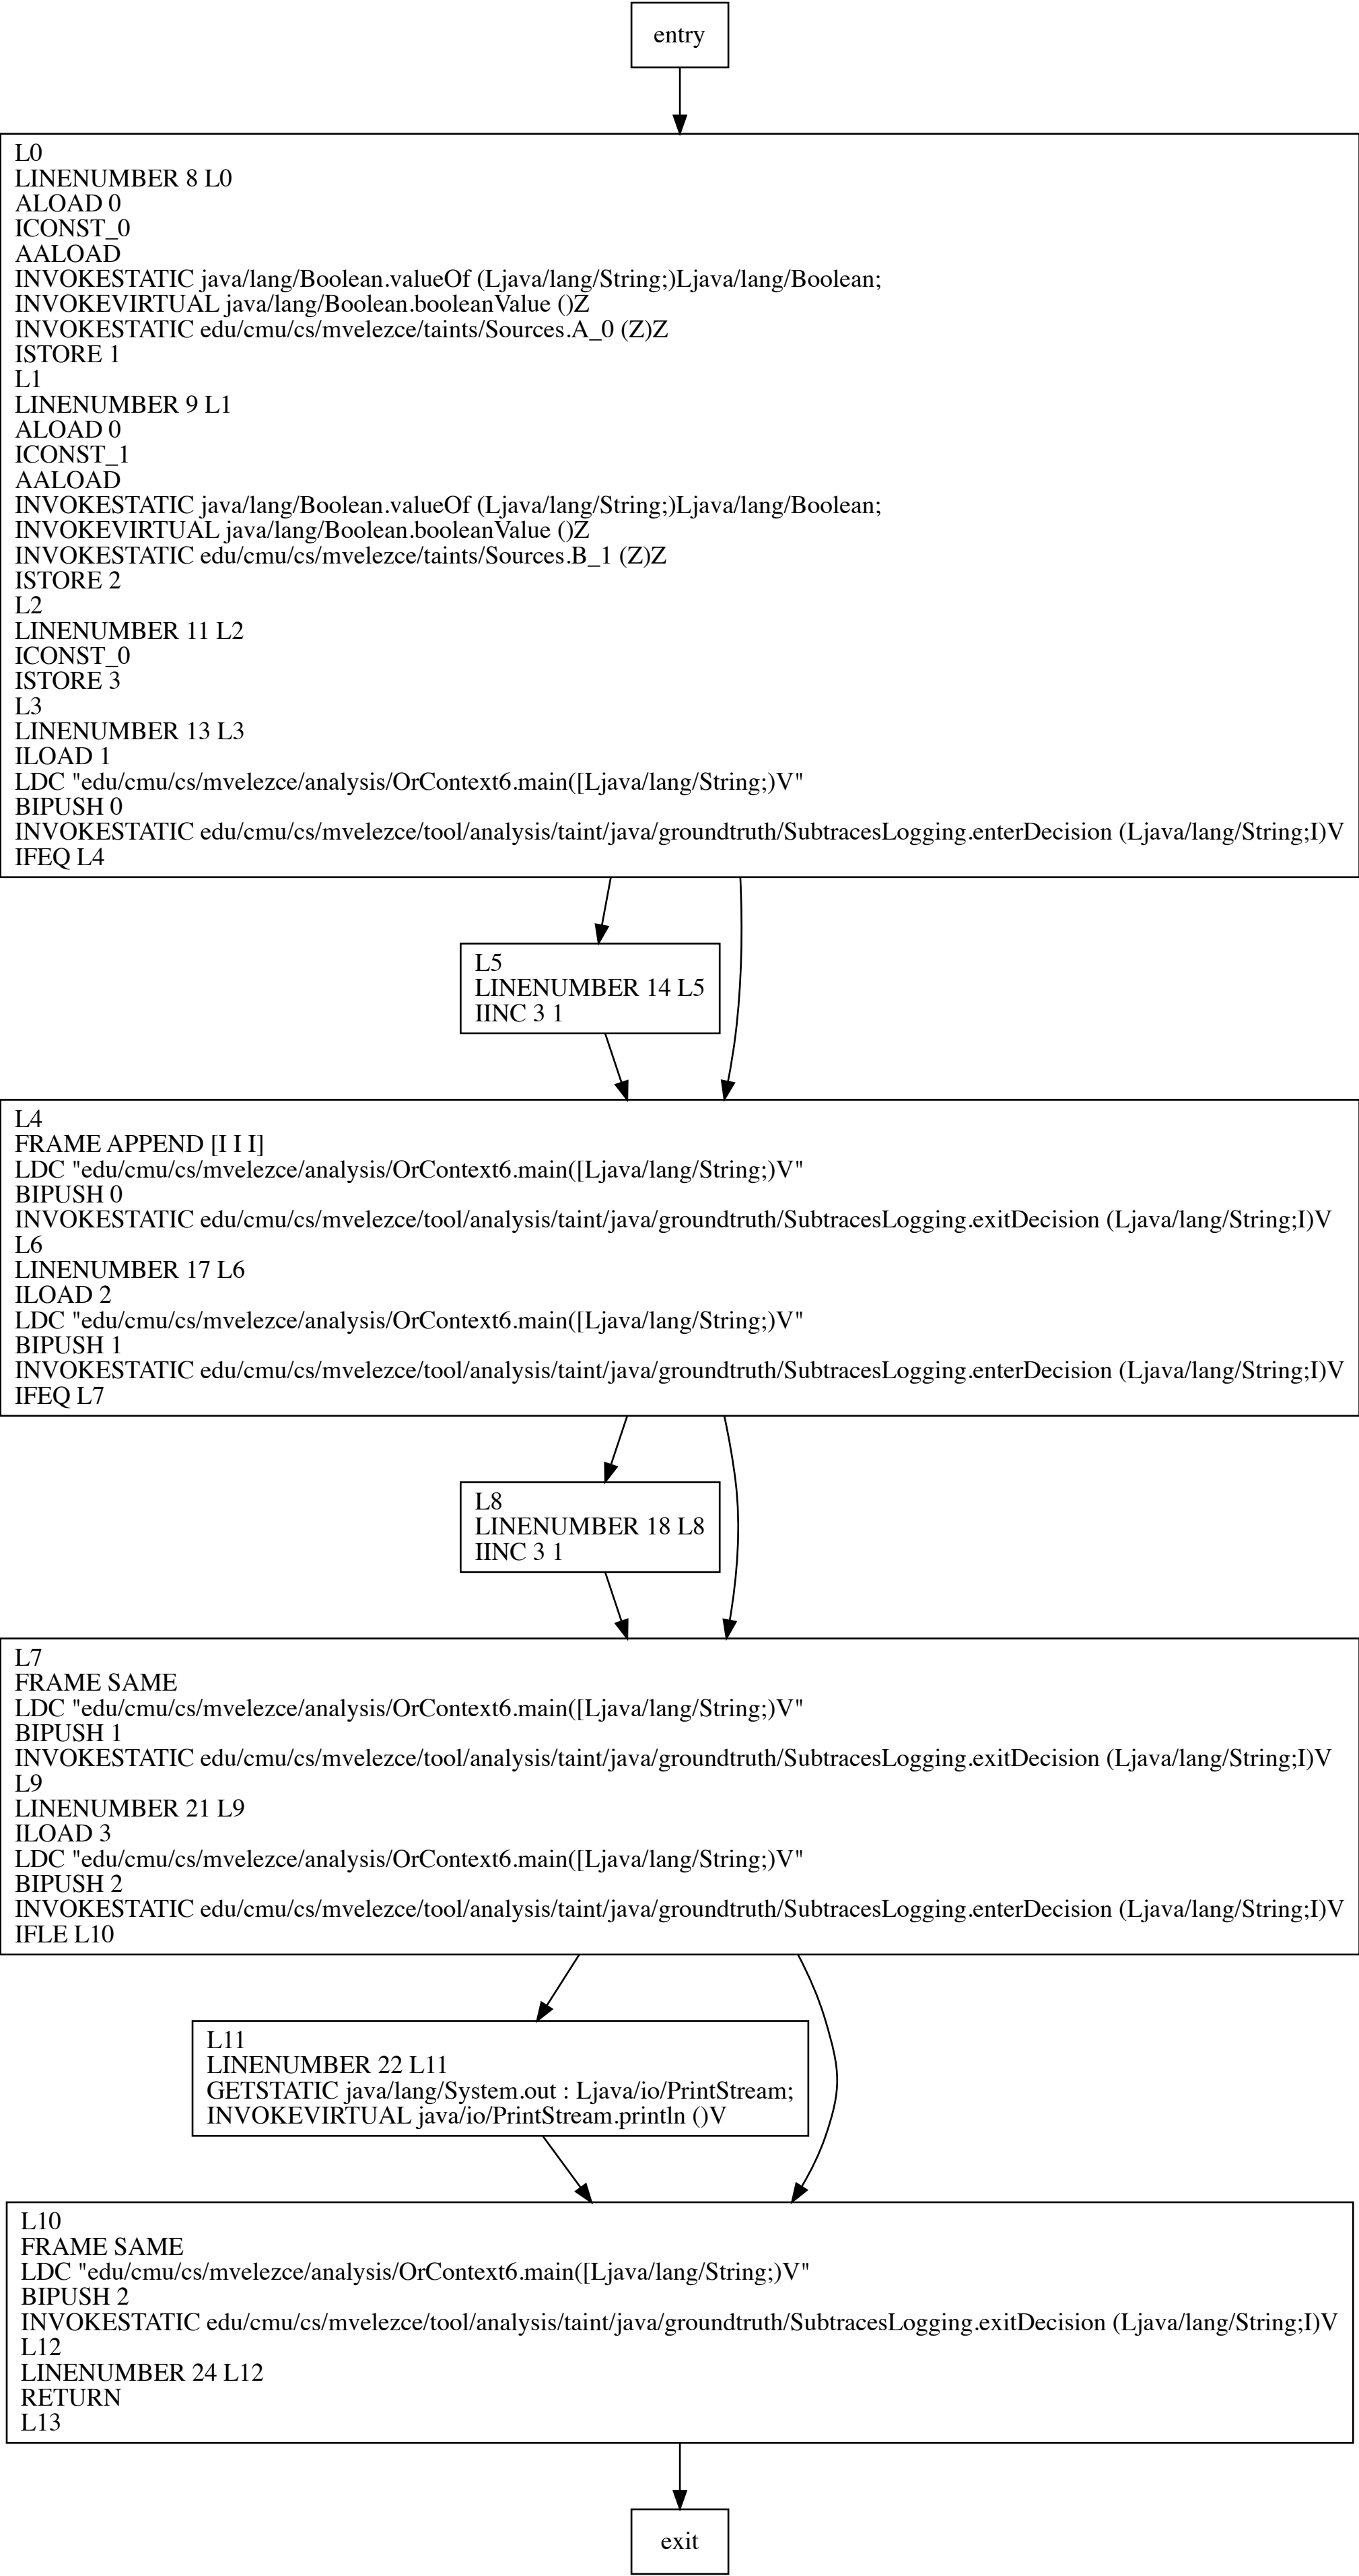 entry
L0
LINENUMBER 8 L0
ALOAD 0
ICONST_0
AALOAD
INVOKESTATIC java/lang/Boolean.valueOf (Ljava/lang/String;)Ljava/lang/Boolean;
INVOKEVIRTUAL java/lang/Boolean.booleanValue ()Z
INVOKESTATIC edu/cmu/cs/mvelezce/taints/Sources.A_0 (Z)Z
ISTORE 1
L1
LINENUMBER 9 L1
ALOAD 0
ICONST_1
AALOAD
INVOKESTATIC java/lang/Boolean.valueOf (Ljava/lang/String;)Ljava/lang/Boolean;
INVOKEVIRTUAL java/lang/Boolean.booleanValue ()Z
INVOKESTATIC edu/cmu/cs/mvelezce/taints/Sources.B_1 (Z)Z
ISTORE 2
L2
LINENUMBER 11 L2
ICONST_0
ISTORE 3
L3
LINENUMBER 13 L3
ILOAD 1
LDC "edu/cmu/cs/mvelezce/analysis/OrContext6.main([Ljava/lang/String;)V"
BIPUSH 0
INVOKESTATIC edu/cmu/cs/mvelezce/tool/analysis/taint/java/groundtruth/SubtracesLogging.enterDecision (Ljava/lang/String;I)V
IFEQ L4
L5
LINENUMBER 14 L5
IINC 3 1
L4
FRAME APPEND [I I I]
LDC "edu/cmu/cs/mvelezce/analysis/OrContext6.main([Ljava/lang/String;)V"
BIPUSH 0
INVOKESTATIC edu/cmu/cs/mvelezce/tool/analysis/taint/java/groundtruth/SubtracesLogging.exitDecision (Ljava/lang/String;I)V
L6
LINENUMBER 17 L6
ILOAD 2
LDC "edu/cmu/cs/mvelezce/analysis/OrContext6.main([Ljava/lang/String;)V"
BIPUSH 1
INVOKESTATIC edu/cmu/cs/mvelezce/tool/analysis/taint/java/groundtruth/SubtracesLogging.enterDecision (Ljava/lang/String;I)V
IFEQ L7
L8
LINENUMBER 18 L8
IINC 3 1
L7
FRAME SAME
LDC "edu/cmu/cs/mvelezce/analysis/OrContext6.main([Ljava/lang/String;)V"
BIPUSH 1
INVOKESTATIC edu/cmu/cs/mvelezce/tool/analysis/taint/java/groundtruth/SubtracesLogging.exitDecision (Ljava/lang/String;I)V
L9
LINENUMBER 21 L9
ILOAD 3
LDC "edu/cmu/cs/mvelezce/analysis/OrContext6.main([Ljava/lang/String;)V"
BIPUSH 2
INVOKESTATIC edu/cmu/cs/mvelezce/tool/analysis/taint/java/groundtruth/SubtracesLogging.enterDecision (Ljava/lang/String;I)V
IFLE L10
L11
LINENUMBER 22 L11
GETSTATIC java/lang/System.out : Ljava/io/PrintStream;
INVOKEVIRTUAL java/io/PrintStream.println ()V
L10
FRAME SAME
LDC "edu/cmu/cs/mvelezce/analysis/OrContext6.main([Ljava/lang/String;)V"
BIPUSH 2
INVOKESTATIC edu/cmu/cs/mvelezce/tool/analysis/taint/java/groundtruth/SubtracesLogging.exitDecision (Ljava/lang/String;I)V
L12
LINENUMBER 24 L12
RETURN
L13
exit